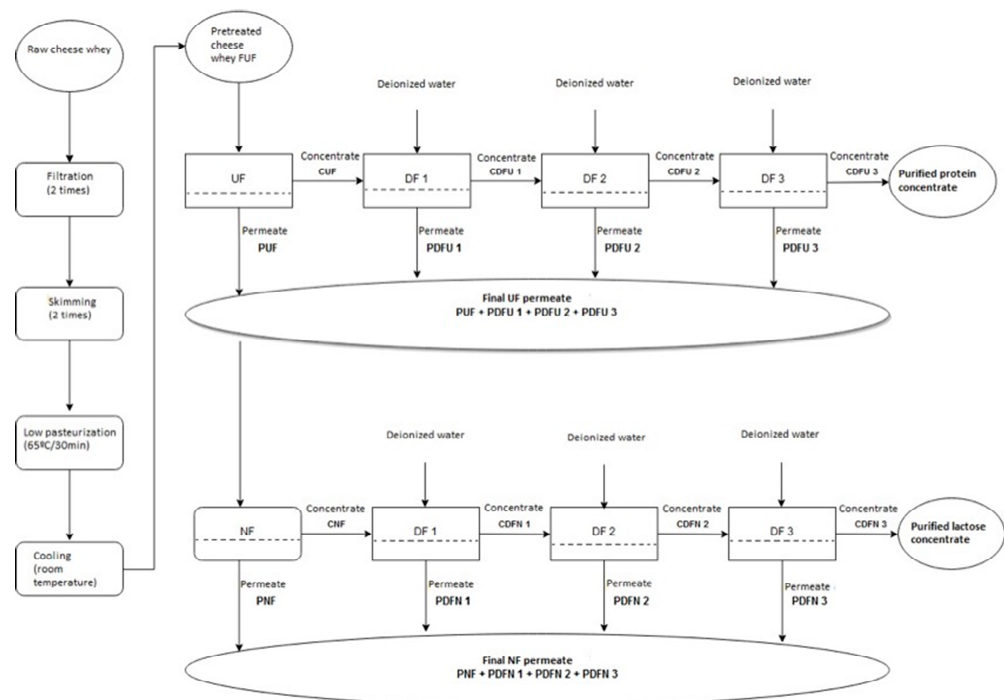 Raw cheese whey
Filtration
(2 times)
Skimming
(2 times)
Low pasteurization
(65ºC/30min)
Cooling
(room
temperature)
Pretreated
cheese
whey FUF
Deionized water
Deionized water
Deionized water
UF
Concentrate
CUF
DF 1
Concentrate
CDFU 1
DF 2
Concentrate
CDFU 2
DF 3
Concentrate
CDFU 3
Purified protein
concentrate
Permeate
PUF
Permeate
PDFU 1
Permeate
PDFU 2
Permeate
PDFU 3
Final UF permeate
PUF + PDFU 1 + PDFU 2 + PDFU 3
Deionized water
Deionized water
Deionized water
NF
Concentrate
CNF
DF 1
Concentrate
CDFN 1
DF 2
Concentrate
CDFN 2
DF 3
Concentrate
CDFN 3
Purified lactose
concentrate
Permeate
PNF
Permeate
PDFN 1
Permeate
PDFN 2
Permeate
PDFN 3
Final NF permeate
PNF + PDFN 1 + PDFN 2 + PDFN 3